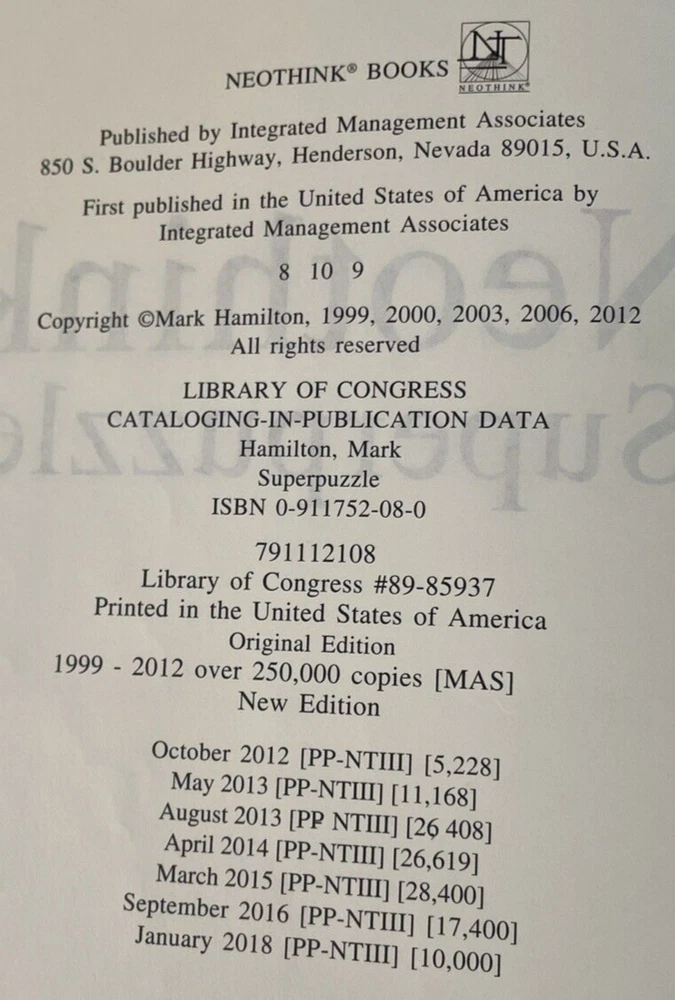 NEOTHINK® BOOKS NT
NEOTHINK®
Published by Integrated Management Associates
850 S. Boulder Highway, Henderson, Nevada 89015, U.S.A.
First published in the United States of America by
Integrated Management Associates
8 10 9
Copyright ©Mark Hamilton, 1999, 2000, 2003, 2006, 2012
All rights reserved
LIBRARY OF CONGRESS
CATALOGING-IN-PUBLICATION DATA
Hamilton, Mark
Superpuzzle
ISBN 0-911752-08-0
791112108
Library of Congress #89-85937
Printed in the United States of America
Original Edition
1999 - 2012 over 250,000 copies [MAS]
New Edition
October 2012 [PP-NTIII] [5,228]
May 2013 [PP-NTIII] [11,168]
August 2013 [PP NTIII] [26 408]
April 2014 [PP-NTIII] [26,619]
March 2015 [PP-NTIII] [28,400]
September 2016 [PP-NTIII] [17,400]
January 2018 [PP-NTIII] [10,000]
Neothink
Superpuzzle